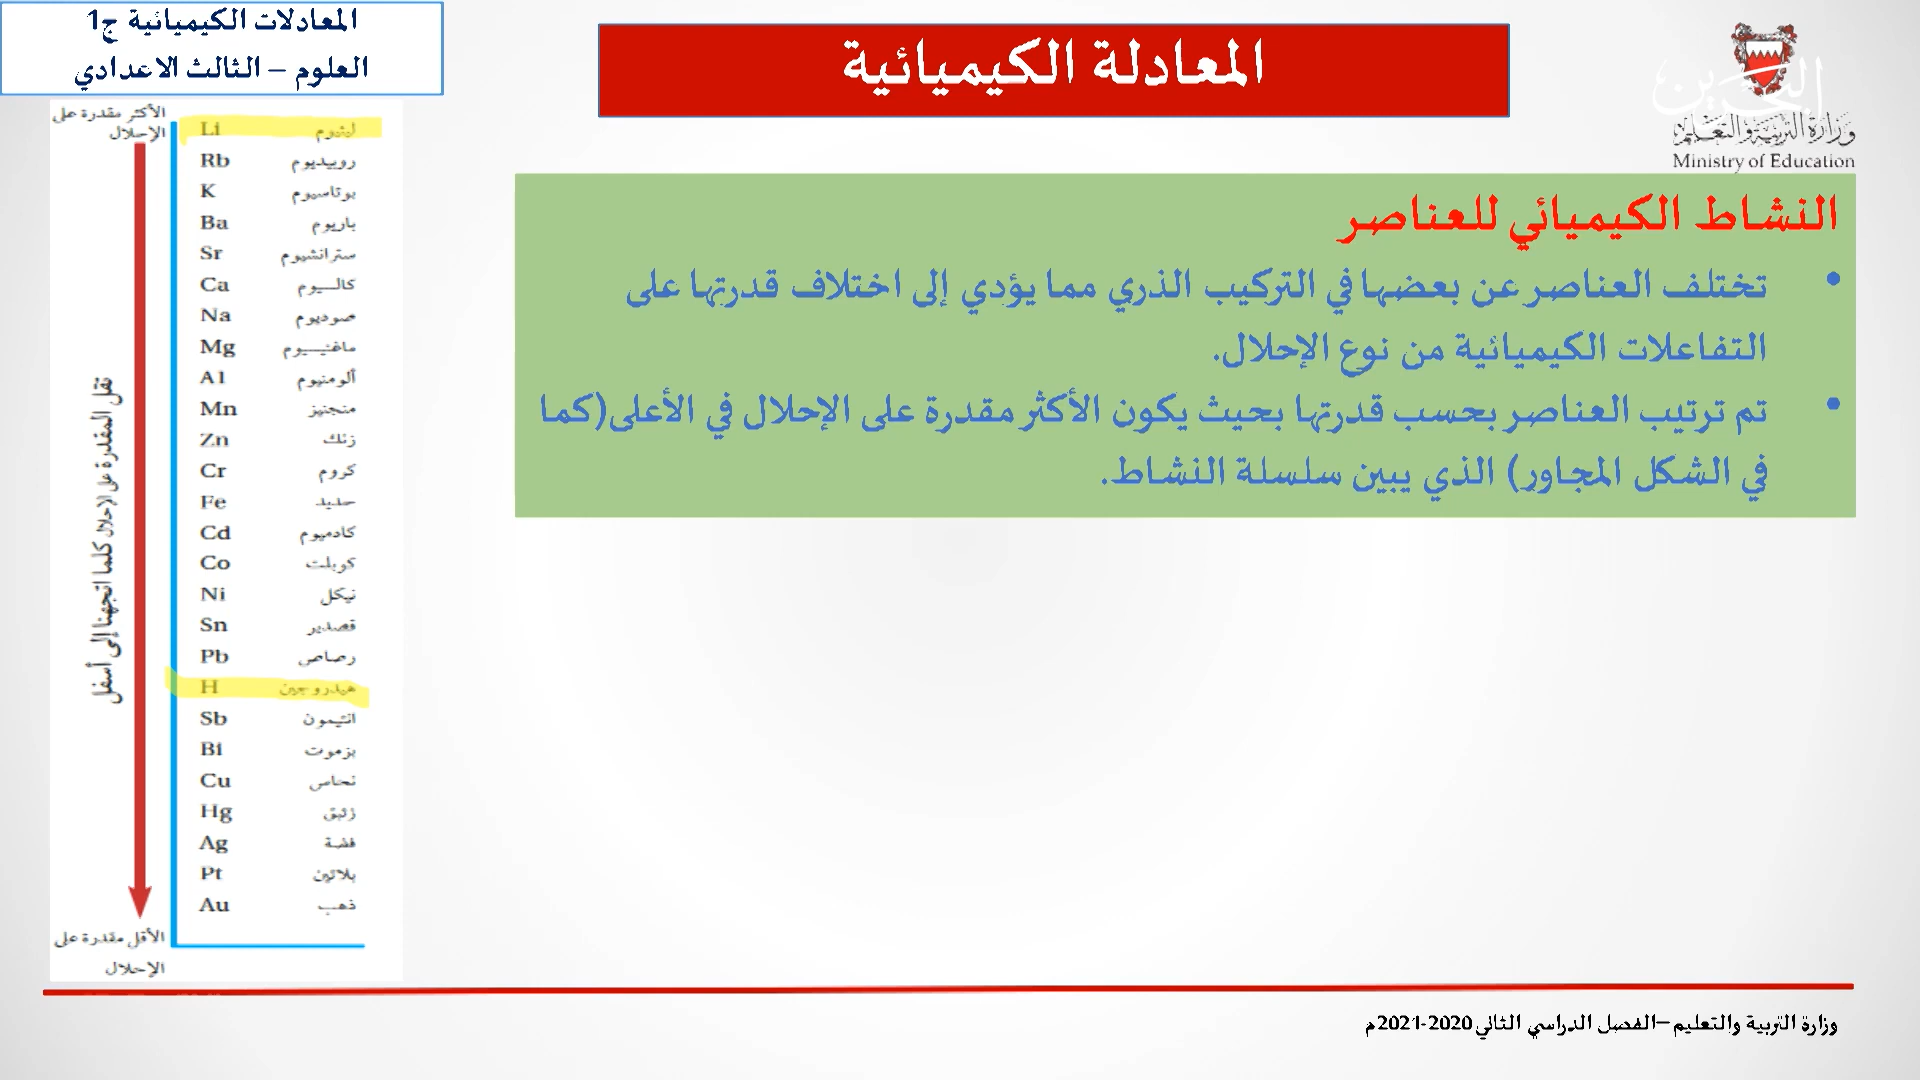 المعادلات الكيميائية ج1
العلوم – الثالث الاعدادي
المعادلة الكيميائية
البحرين
وزارة التربية والتعليم
Ministry of Education
النشاط الكيميائي للعناصر
• تختلف العناصر عن بعضها في التركيب الذري مما يؤدي إلى اختلاف قدرتها على
التفاعلات الكيميائية من نوع الإحلال.
• تم ترتيب العناصر بحسب قدرتها بحيث يكون الأكثر مقدرة على الإحلال في الأعلى(كما
في الشكل المجاور) الذي يبين سلسلة النشاط.
الأكثر مقدرة على
الإحلال
تقل المقدرة على الإحلال كلما اتجهنا إلى أسفل
Li ليثيوم
Rb روبيديوم
K بوتاسيوم
Ba باريوم
Sr سترانشيوم
Ca كالسيوم
Na صوديوم
Mg ماغنيسيوم
Al ألومنيوم
Mn منجنيز
Zn زنك
Cr كروم
Fe حديد
Cd كادميوم
Co كوبلت
Ni نيكل
Sn قصدير
Pb رصاص
H هيدروجين
Sb انتيمون
Bi بزموت
Cu نحاس
Hg زئبق
Ag فضة
Pt بلاتين
Au ذهب
الأقل مقدرة على
الإحلال
وزارة التربية والتعليم –الفصل الدراسي الثاني 2020-2021م